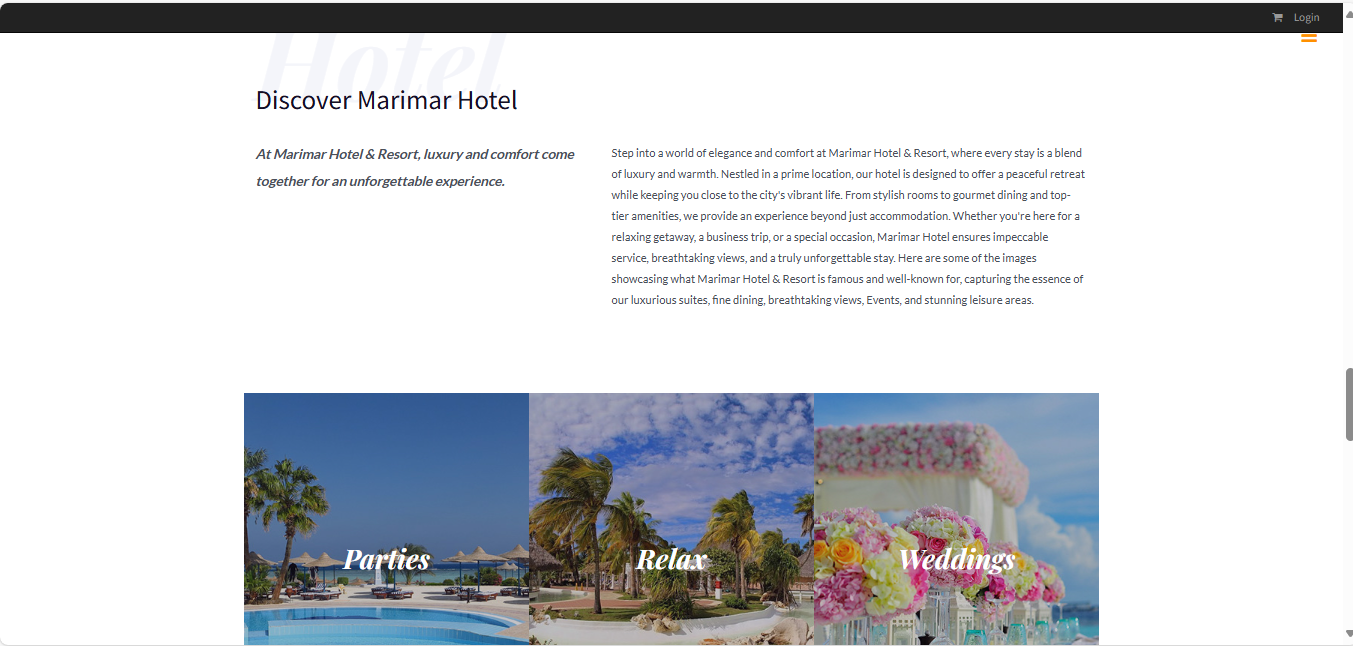 Login
Hotel
Discover Marimar Hotel
At Marimar Hotel & Resort, luxury and comfort come
together for an unforgettable experience.
Step into a world of elegance and comfort at Marimar Hotel & Resort, where every stay is a blend
of luxury and warmth. Nestled in a prime location, our hotel is designed to offer a peaceful retreat
while keeping you close to the city's vibrant life. From stylish rooms to gourmet dining and top-
tier amenities, we provide an experience beyond just accommodation. Whether you're here for a
relaxing getaway, a business trip, or a special occasion, Marimar Hotel ensures impeccable
service, breathtaking views, and a truly unforgettable stay. Here are some of the images
showcasing what Marimar Hotel & Resort is famous and well-known for, capturing the essence of
our luxurious suites, fine dining, breathtaking views, Events, and stunning leisure areas.
Parties
Relax
Weddings